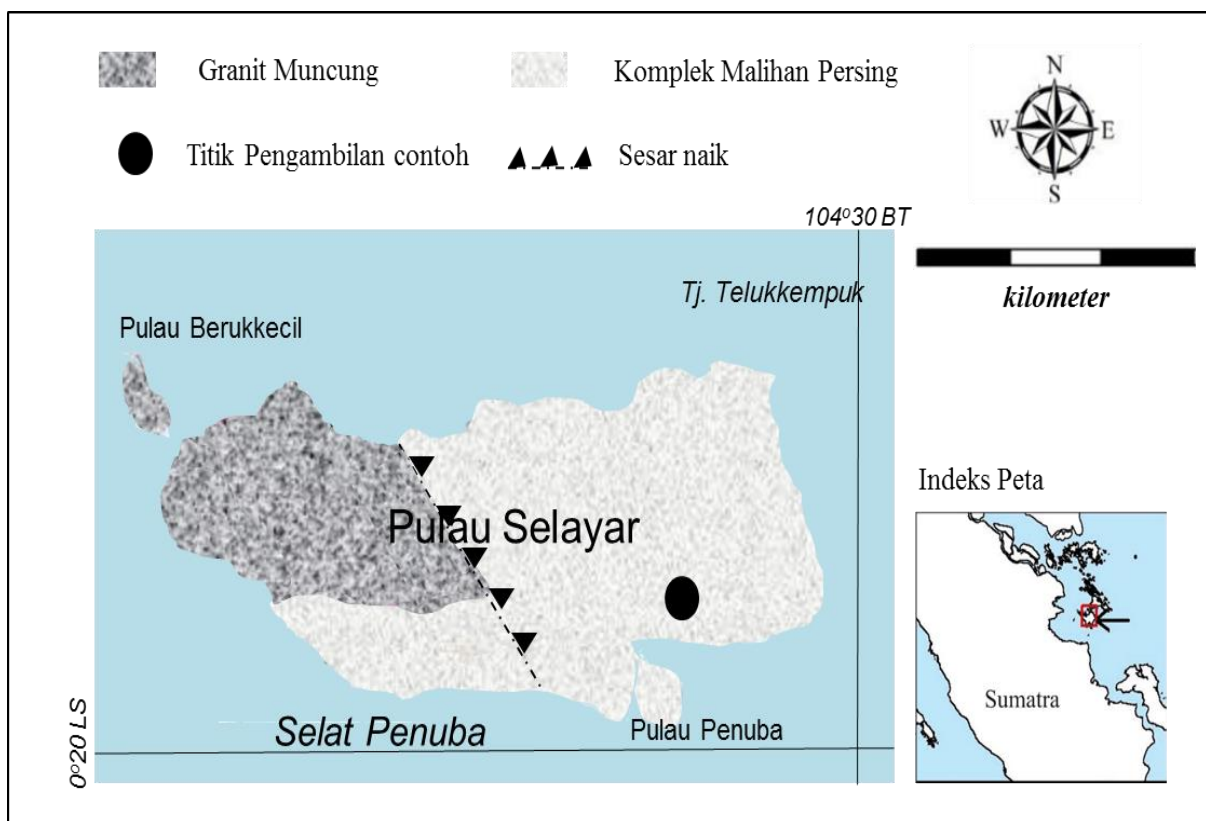 Granit Muncung
Komplek Malihan Persing
Titik Pengambilan contoh
Sesar naik
N
W E
S
104°30 BT
kilometer
Tj. Telukkempuk
Pulau Berukkecil
Pulau Selayar
Selat Penuba
Pulau Penuba
0°20 LS
Indeks Peta
Sumatra